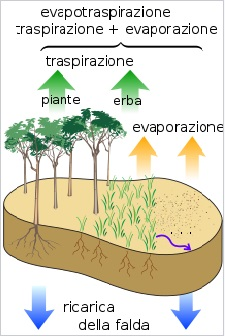 evapotraspirazione
traspirazione + evaporazione
traspirazione
piante
erba
evaporazione
ricarica
della falda